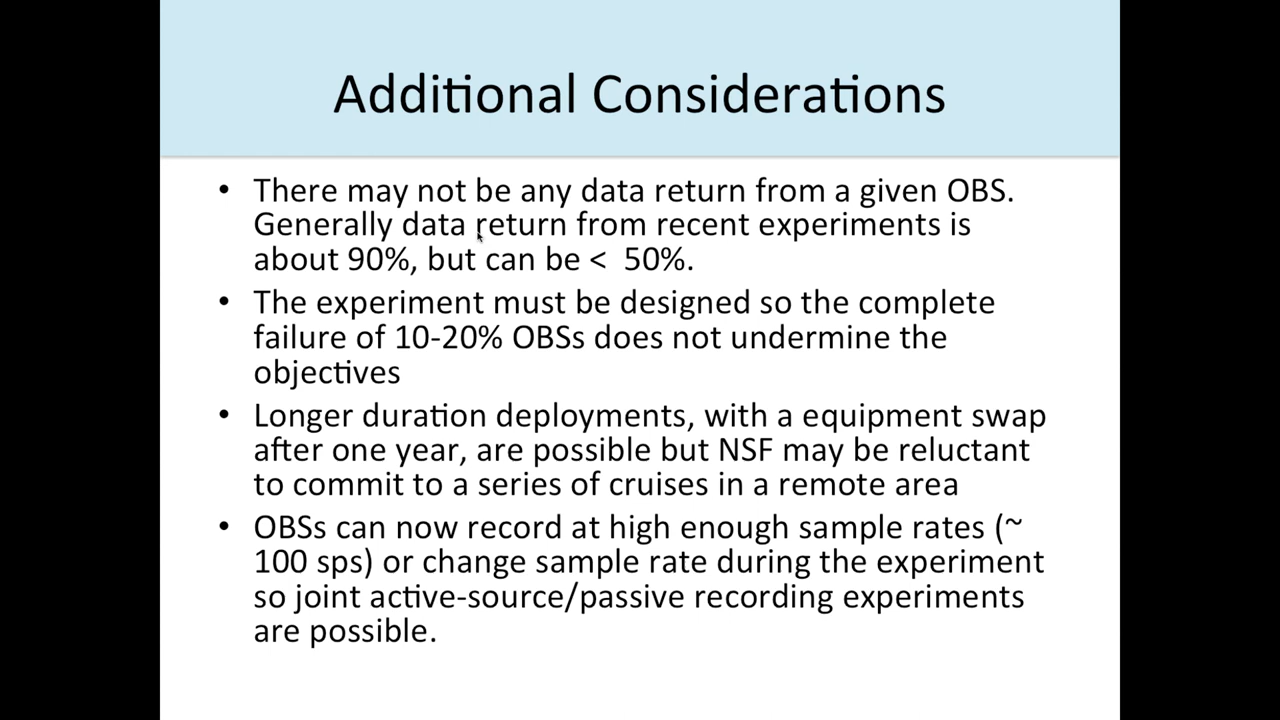 Additional Considerations
• There may not be any data return from a given OBS.
Generally data return from recent experiments is
about 90%, but can be < 50%.
• The experiment must be designed so the complete
failure of 10-20% OBSs does not undermine the
objectives
• Longer duration deployments, with a equipment swap
after one year, are possible but NSF may be reluctant
to commit to a series of cruises in a remote area
• OBSs can now record at high enough sample rates (~
100 sps) or change sample rate during the experiment
so joint active-source/passive recording experiments
are possible.